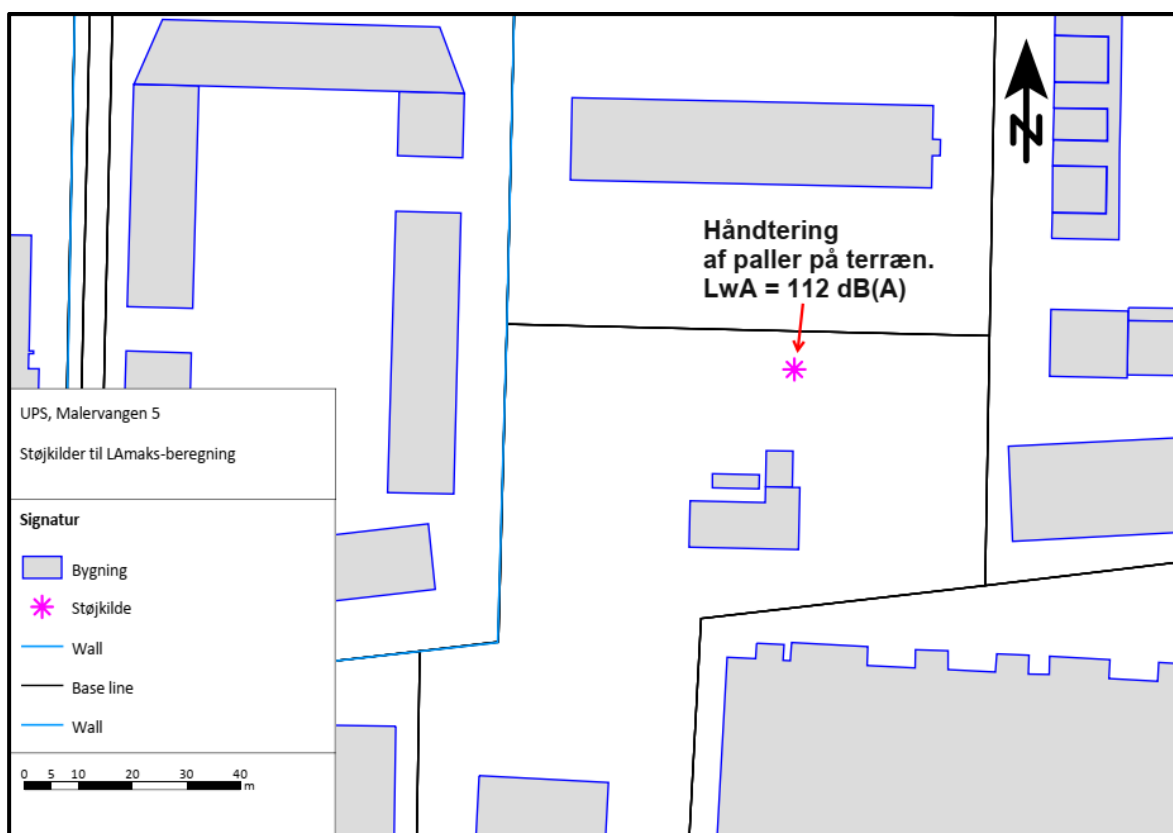 N
Håndtering
af paller på terræn.
LwA = 112 dB(A)
UPS, Malervangen 5
Støjkilder til LAmaks-beregning
Signatur
Bygning
Støjkilde
Wall
Base line
Wall
0 5 10 20 30 40
m